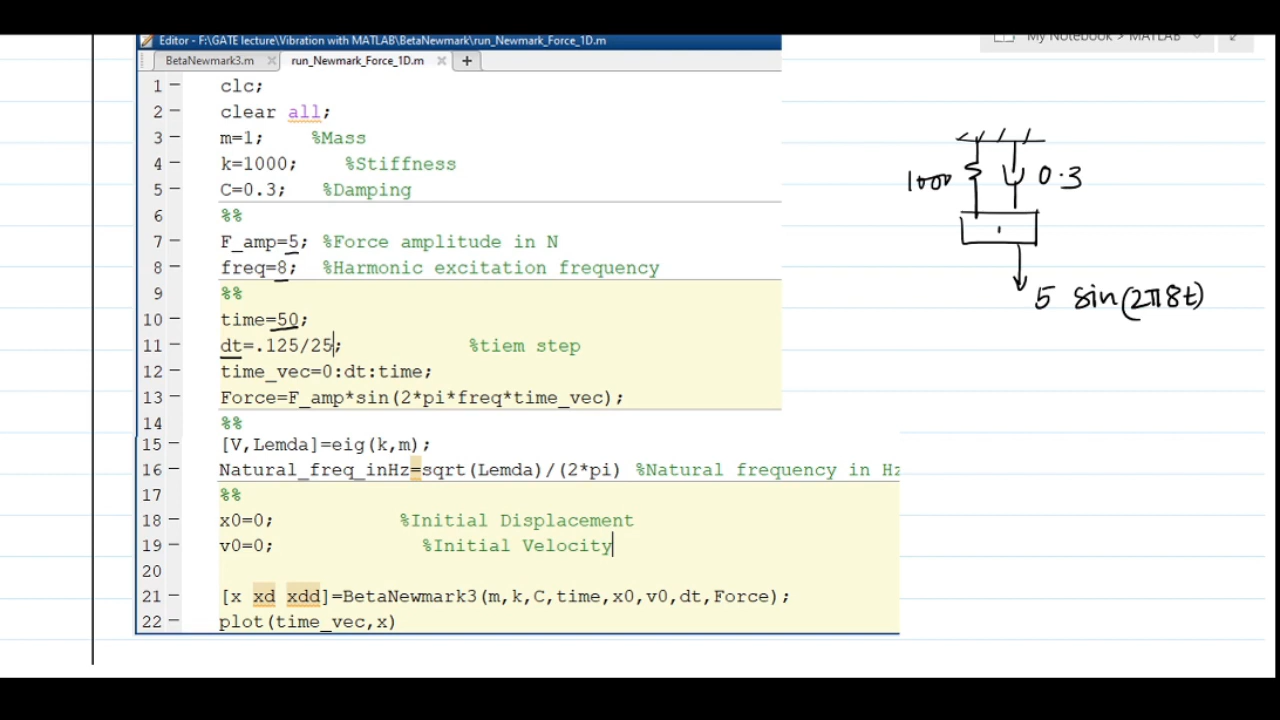 Editor - F:\GATE lecture\Vibration with MATLAB\BetaNewmark\run_Newmark_Force_1D.m
BetaNewmark3.m × run_Newmark_Force_1D.m × +
My Notebook > MATLAB
1 – clc;
2 – clear all;
3 – m=1; %Mass
4 – k=1000; %Stiffness
5 – C=0.3; %Damping
6 %%
7 – F_amp=5; %Force amplitude in N
8 – freq=8; %Harmonic excitation frequency
9 %%
10 – time=50;
11 – dt=.125/25; %tiem step
12 – time_vec=0:dt:time;
13 – Force=F_amp*sin(2*pi*freq*time_vec);
14 %%
15 – [V,Lemda]=eig(k,m);
16 – Natural_freq_inHz=sqrt(Lemda)/(2*pi) %Natural frequency in Hz
17 %%
18 – x0=0; %Initial Displacement
19 – v0=0; %Initial Velocity
20
21 – [x xd xdd]=BetaNewmark3(m,k,C,time,x0,v0,dt,Force);
22 – plot(time_vec,x)
1000 0.3
1
5 sin(2π8t)